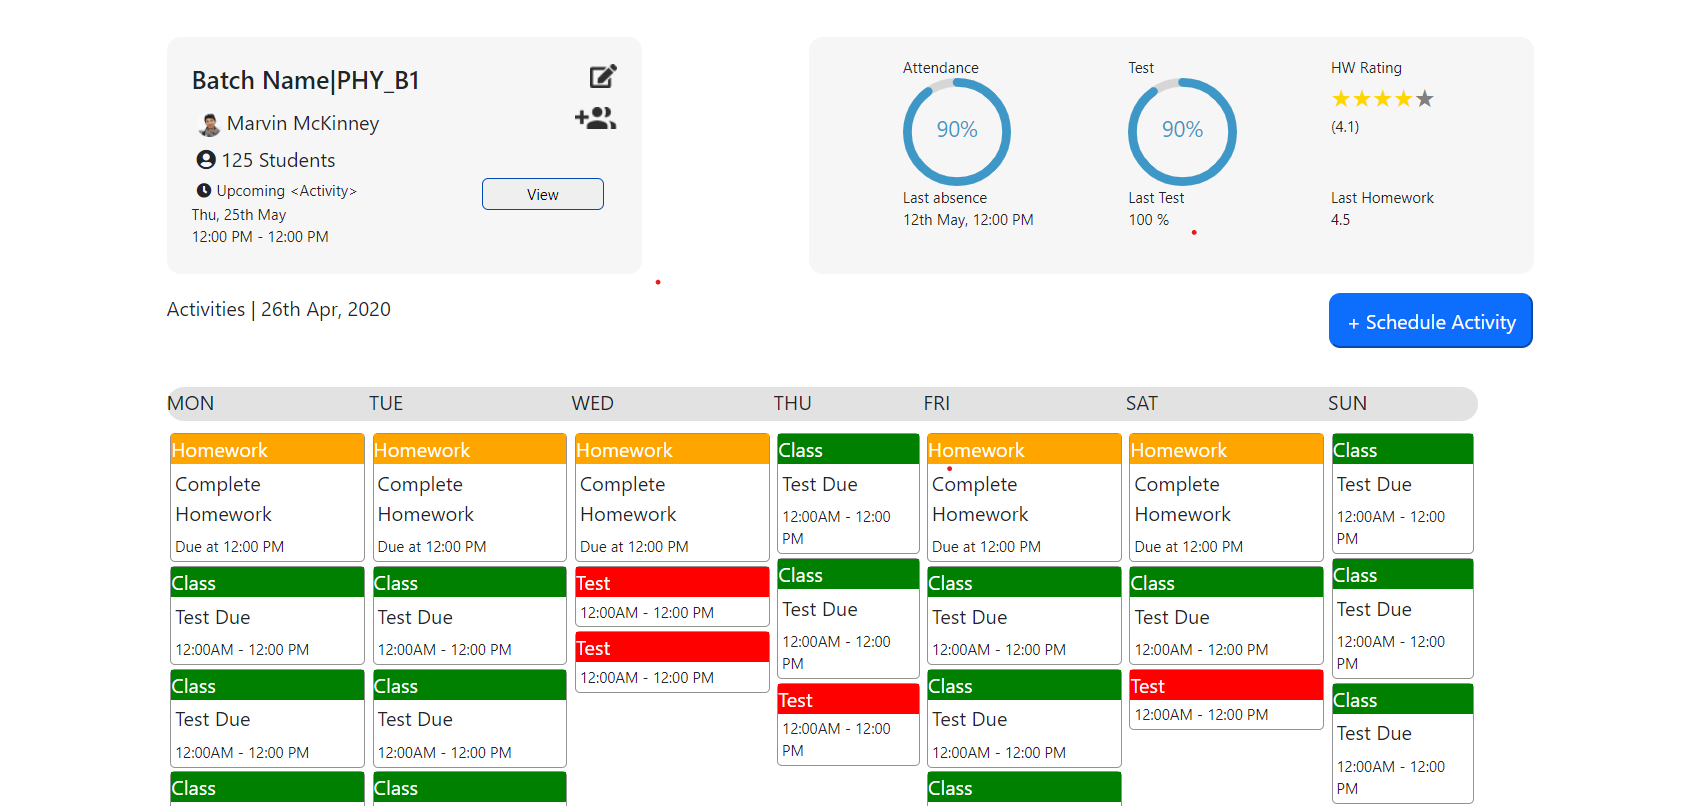 Batch Name|PHY_B1
Marvin McKinney
125 Students
Upcoming <Activity>
View
Thu, 25th May
12:00 PM - 12:00 PM
Attendance
90%
Last absence
12th May, 12:00 PM
Test
90%
Last Test
100 %
HW Rating
(4.1)
Last Homework
4.5
Activities | 26th Apr, 2020
+ Schedule Activity
MON
TUE
WED
THU
FRI
SAT
SUN
Homework
Complete
Homework
Due at 12:00 PM
Class
Test Due
12:00AM - 12:00 PM
Class
Test Due
12:00AM - 12:00 PM
Class
Homework
Complete
Homework
Due at 12:00 PM
Class
Test Due
12:00AM - 12:00 PM
Class
Test Due
12:00AM - 12:00 PM
Class
Homework
Complete
Homework
Due at 12:00 PM
Test
12:00AM - 12:00 PM
Test
12:00AM - 12:00 PM
Class
Test Due
12:00AM - 12:00
PM
Class
Test Due
12:00AM - 12:00
PM
Test
12:00AM - 12:00
PM
Homework
Complete
Homework
Due at 12:00 PM
Class
Test Due
12:00AM - 12:00 PM
Class
Test Due
12:00AM - 12:00 PM
Class
Homework
Complete
Homework
Due at 12:00 PM
Class
Test Due
12:00AM - 12:00 PM
Test
12:00AM - 12:00 PM
Class
Test Due
12:00AM - 12:00
PM
Class
Test Due
12:00AM - 12:00
PM
Class
Test Due
12:00AM - 12:00
PM